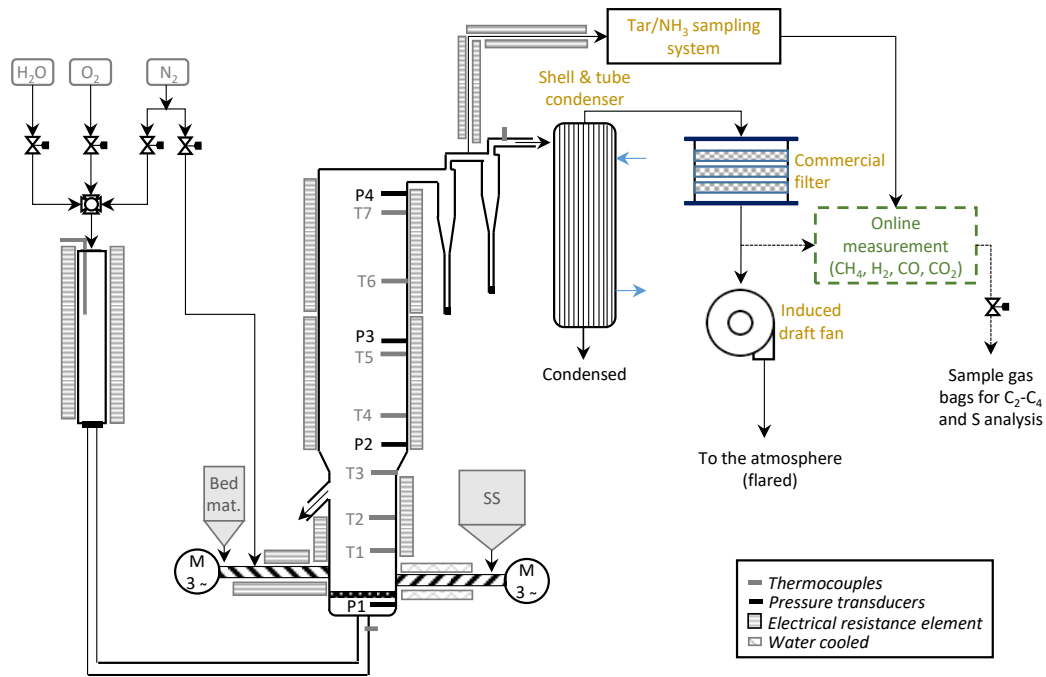 H₂O
O₂
N₂
Tar/NH₃ sampling
system
Shell & tube
condenser
Commercial
filter
Online
measurement
(CH₄, H₂, CO, CO₂)
Induced
draft fan
Condensed
Sample gas
bags for C₂-C₄
and S analysis
To the atmosphere
(flared)
P4
T7
T6
P3
T5
T4
P2
T3
T2
T1
P1
Bed
mat.
SS
M
3 ~
M
3 ~
Thermocouples
Pressure transducers
Electrical resistance element
Water cooled